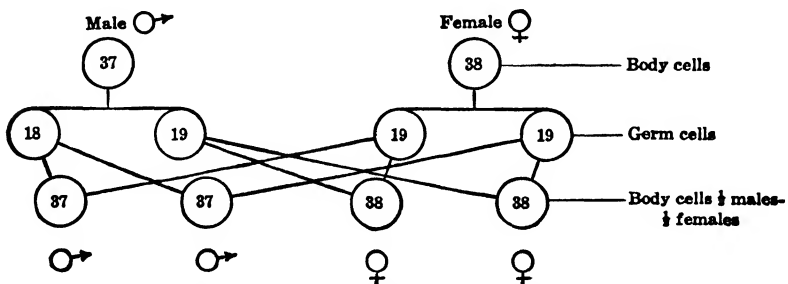 Male ♂
Female ♀
37
38
Body cells
18
19
19
19
Germ cells
37
37
38
38
Body cells ½ males-
½ females
♂
♂
♀
♀